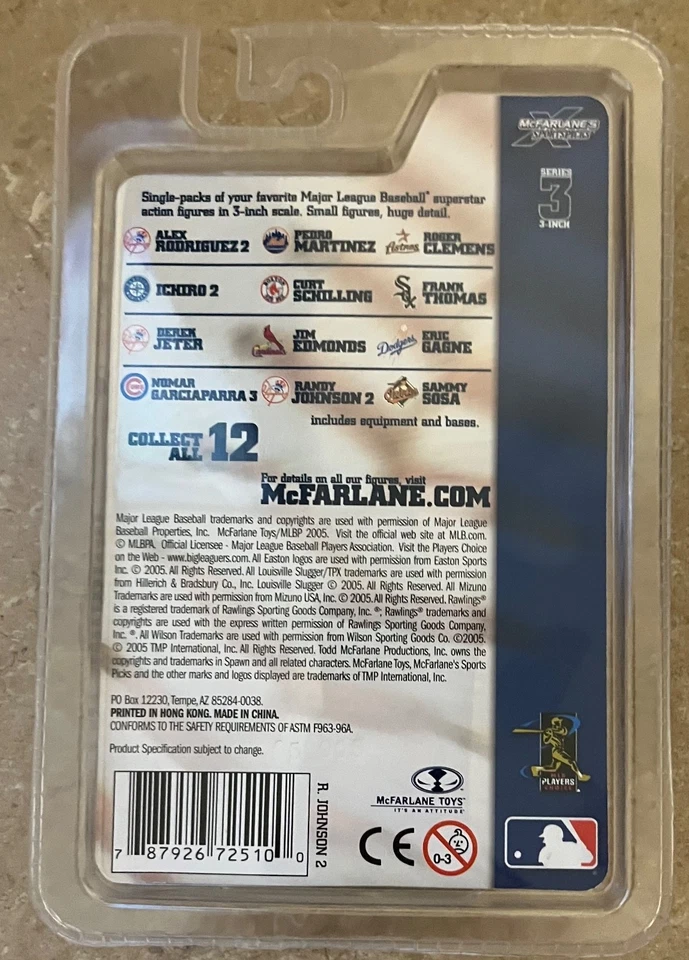 McFARLANE'S
SPORTSPICKS
SERIES
3
3-INCH
Single-packs of your favorite Major League Baseball® superstar
action figures in 3-inch scale. Small figures, huge detail.
ALEX RODRIGUEZ 2 PEDRO MARTINEZ Astros ROGER CLEMENS
ICHIRO 2 CURT SCHILLING SOX FRANK THOMAS
DEREK JETER JIM EDMONDS Dodgers ERIC GAGNE
NOMAR GARCIAPARRA 3 RANDY JOHNSON 2 SAMMY SOSA
includes equipment and bases.
COLLECT
ALL 12
For details on all our figures, visit
McFARLANE.COM
Major League Baseball trademarks and copyrights are used with permission of Major League
Baseball Properties, Inc. McFarlane Toys/MLBP 2005. Visit the official web site at MLB.com.
© MLBPA, Official Licensee - Major League Baseball Players Association. Visit the Players Choice
on the Web - www.bigleaguers.com. All Easton logos are used with permission from Easton Sports
Inc. © 2005. All Rights Reserved. All Louisville Slugger/TPX trademarks are used with permission
from Hillerich & Bradsbury Co., Inc. Louisville Slugger © 2005. All Rights Reserved. All Mizuno
Trademarks are used with permission from Mizuno USA, Inc. © 2005. All Rights Reserved. Rawlings®
is a registered trademark of Rawlings Sporting Goods Company, Inc. ®; Rawlings® trademarks and
copyrights are used with the express written permission of Rawlings Sporting Goods Company,
Inc. ®. All Wilson Trademarks are used with permission from Wilson Sporting Goods Co. ©2005.
© 2005 TMP International, Inc. All Rights Reserved. Todd McFarlane Productions, Inc. owns the
copyrights and trademarks in Spawn and all related characters. McFarlane Toys, McFarlane's Sports
Picks and the other marks and logos displayed are trademarks of TMP International, Inc.
PO Box 12230, Tempe, AZ 85284-0038.
PRINTED IN HONG KONG. MADE IN CHINA.
CONFORMS TO THE SAFETY REQUIREMENTS OF ASTM F963-96A.
Product Specification subject to change.
7 87926 72510 0
R. JOHNSON 2
McFARLANE TOYS™
IT'S AN ATTITUDE™
CE
0-3
MLB
PLAYERS
CHOICE